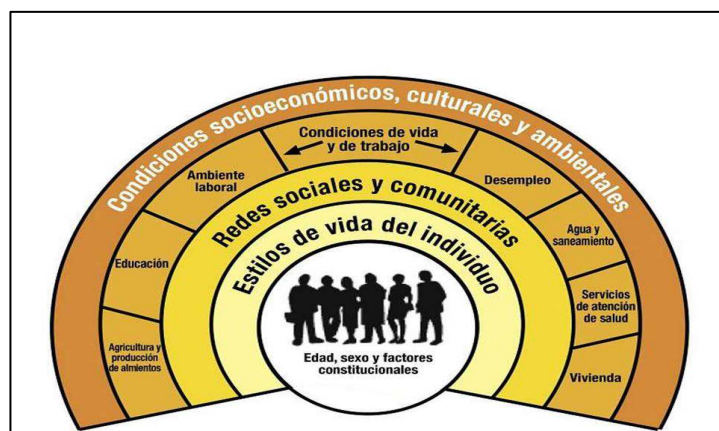 Condiciones socioeconómicos, culturales y ambientales
Condiciones de vida
y de trabajo
Ambiente
laboral
Desempleo
Educación
Agua y
saneamiento
Agricultura y
producción
de almientos
Servicios
de atención
de salud
Vivienda
Redes sociales y comunitarias
Estilos de vida del individuo
Edad, sexo y factores
constitucionales